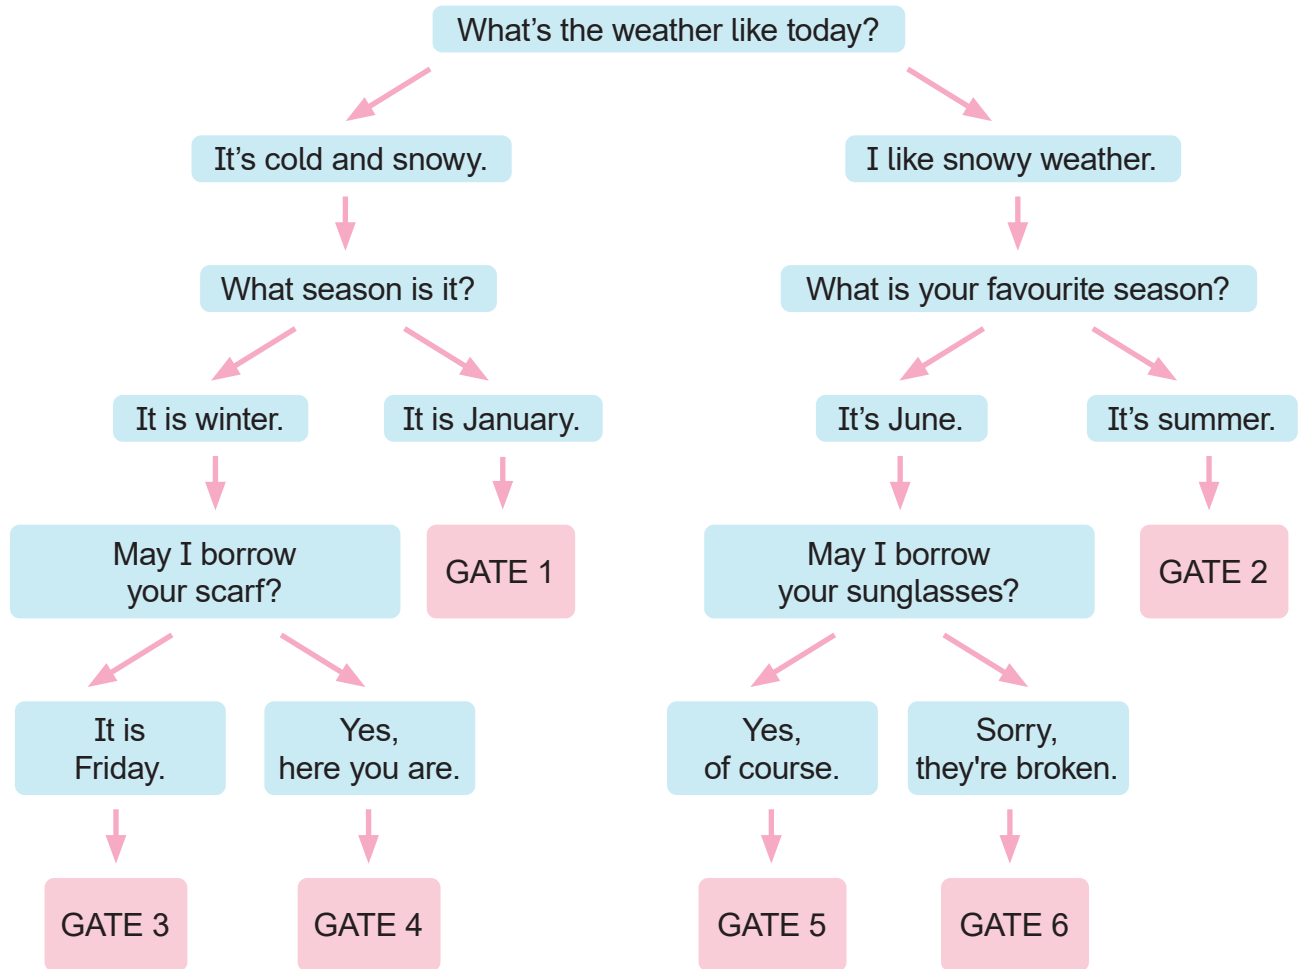 What’s the weather like today?
It’s cold and snowy.
I like snowy weather.
What season is it?
What is your favourite season?
It is winter.
It is January.
It’s June.
It’s summer.
May I borrow
your scarf?
GATE 1
May I borrow
your sunglasses?
GATE 2
It is
Friday.
Yes,
here you are.
Yes,
of course.
Sorry,
they're broken.
GATE 3
GATE 4
GATE 5
GATE 6